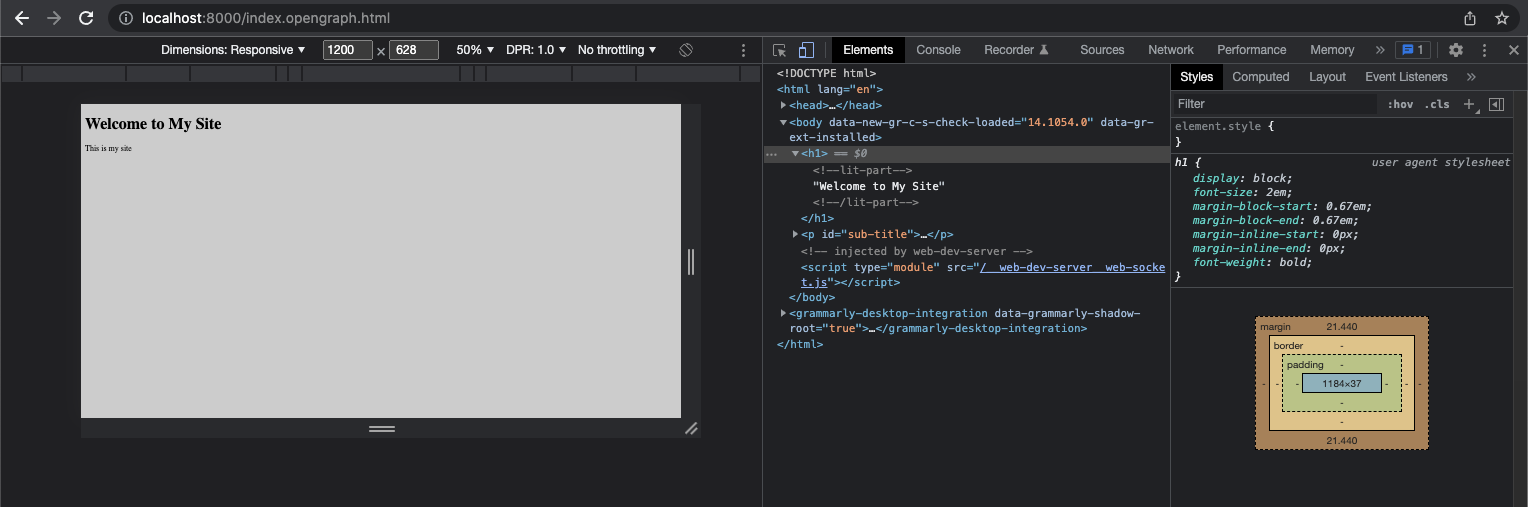 localhost:8000/index.opengraph.html
Dimensions: Responsive ▼ 1200 × 628 50% ▼ DPR: 1.0 ▼ No throttling ▼
Elements Console Recorder Sources Network Performance Memory » 1
Welcome to My Site
This is my site
<!DOCTYPE html>
<html lang="en">
<head>…</head>
<body data-new-gr-c-s-check-loaded="14.1054.0" data-gr-
ext-installed>
<h1> == $0
<!--lit-part-->
"Welcome to My Site"
<!--/lit-part-->
</h1>
<p id="sub-title">…</p>
<!-- injected by web-dev-server -->
<script type="module" src="/__web-dev-server__web-socke
t.js"></script>
</body>
<grammarly-desktop-integration data-grammarly-shadow-
root="true">…</grammarly-desktop-integration>
</html>
Styles Computed Layout Event Listeners »
Filter :hov .cls +
element.style {
}
h1 { user agent stylesheet
display: block;
font-size: 2em;
margin-block-start: 0.67em;
margin-block-end: 0.67em;
margin-inline-start: 0px;
margin-inline-end: 0px;
font-weight: bold;
}
margin 21.440
border -
padding -
- - - 1184×37 - - -
-
-
21.440